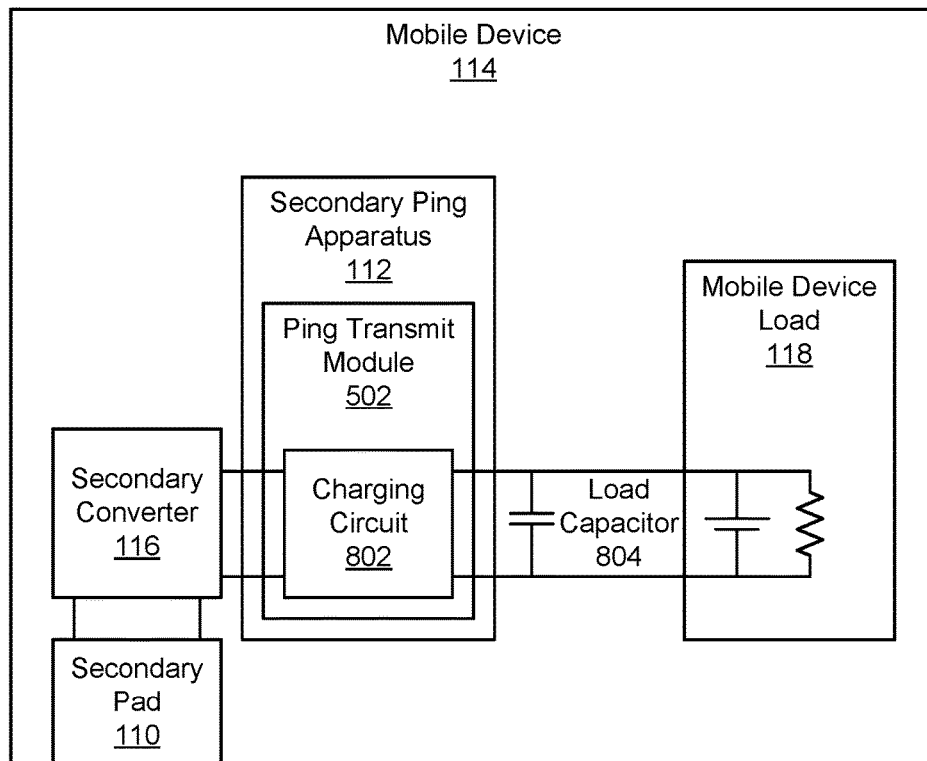 Mobile Device
114
Secondary Ping
Apparatus
112
Ping Transmit
Module
502
Charging
Circuit
802
Secondary
Converter
116
Secondary
Pad
110
Load
Capacitor
804
Mobile Device
Load
118